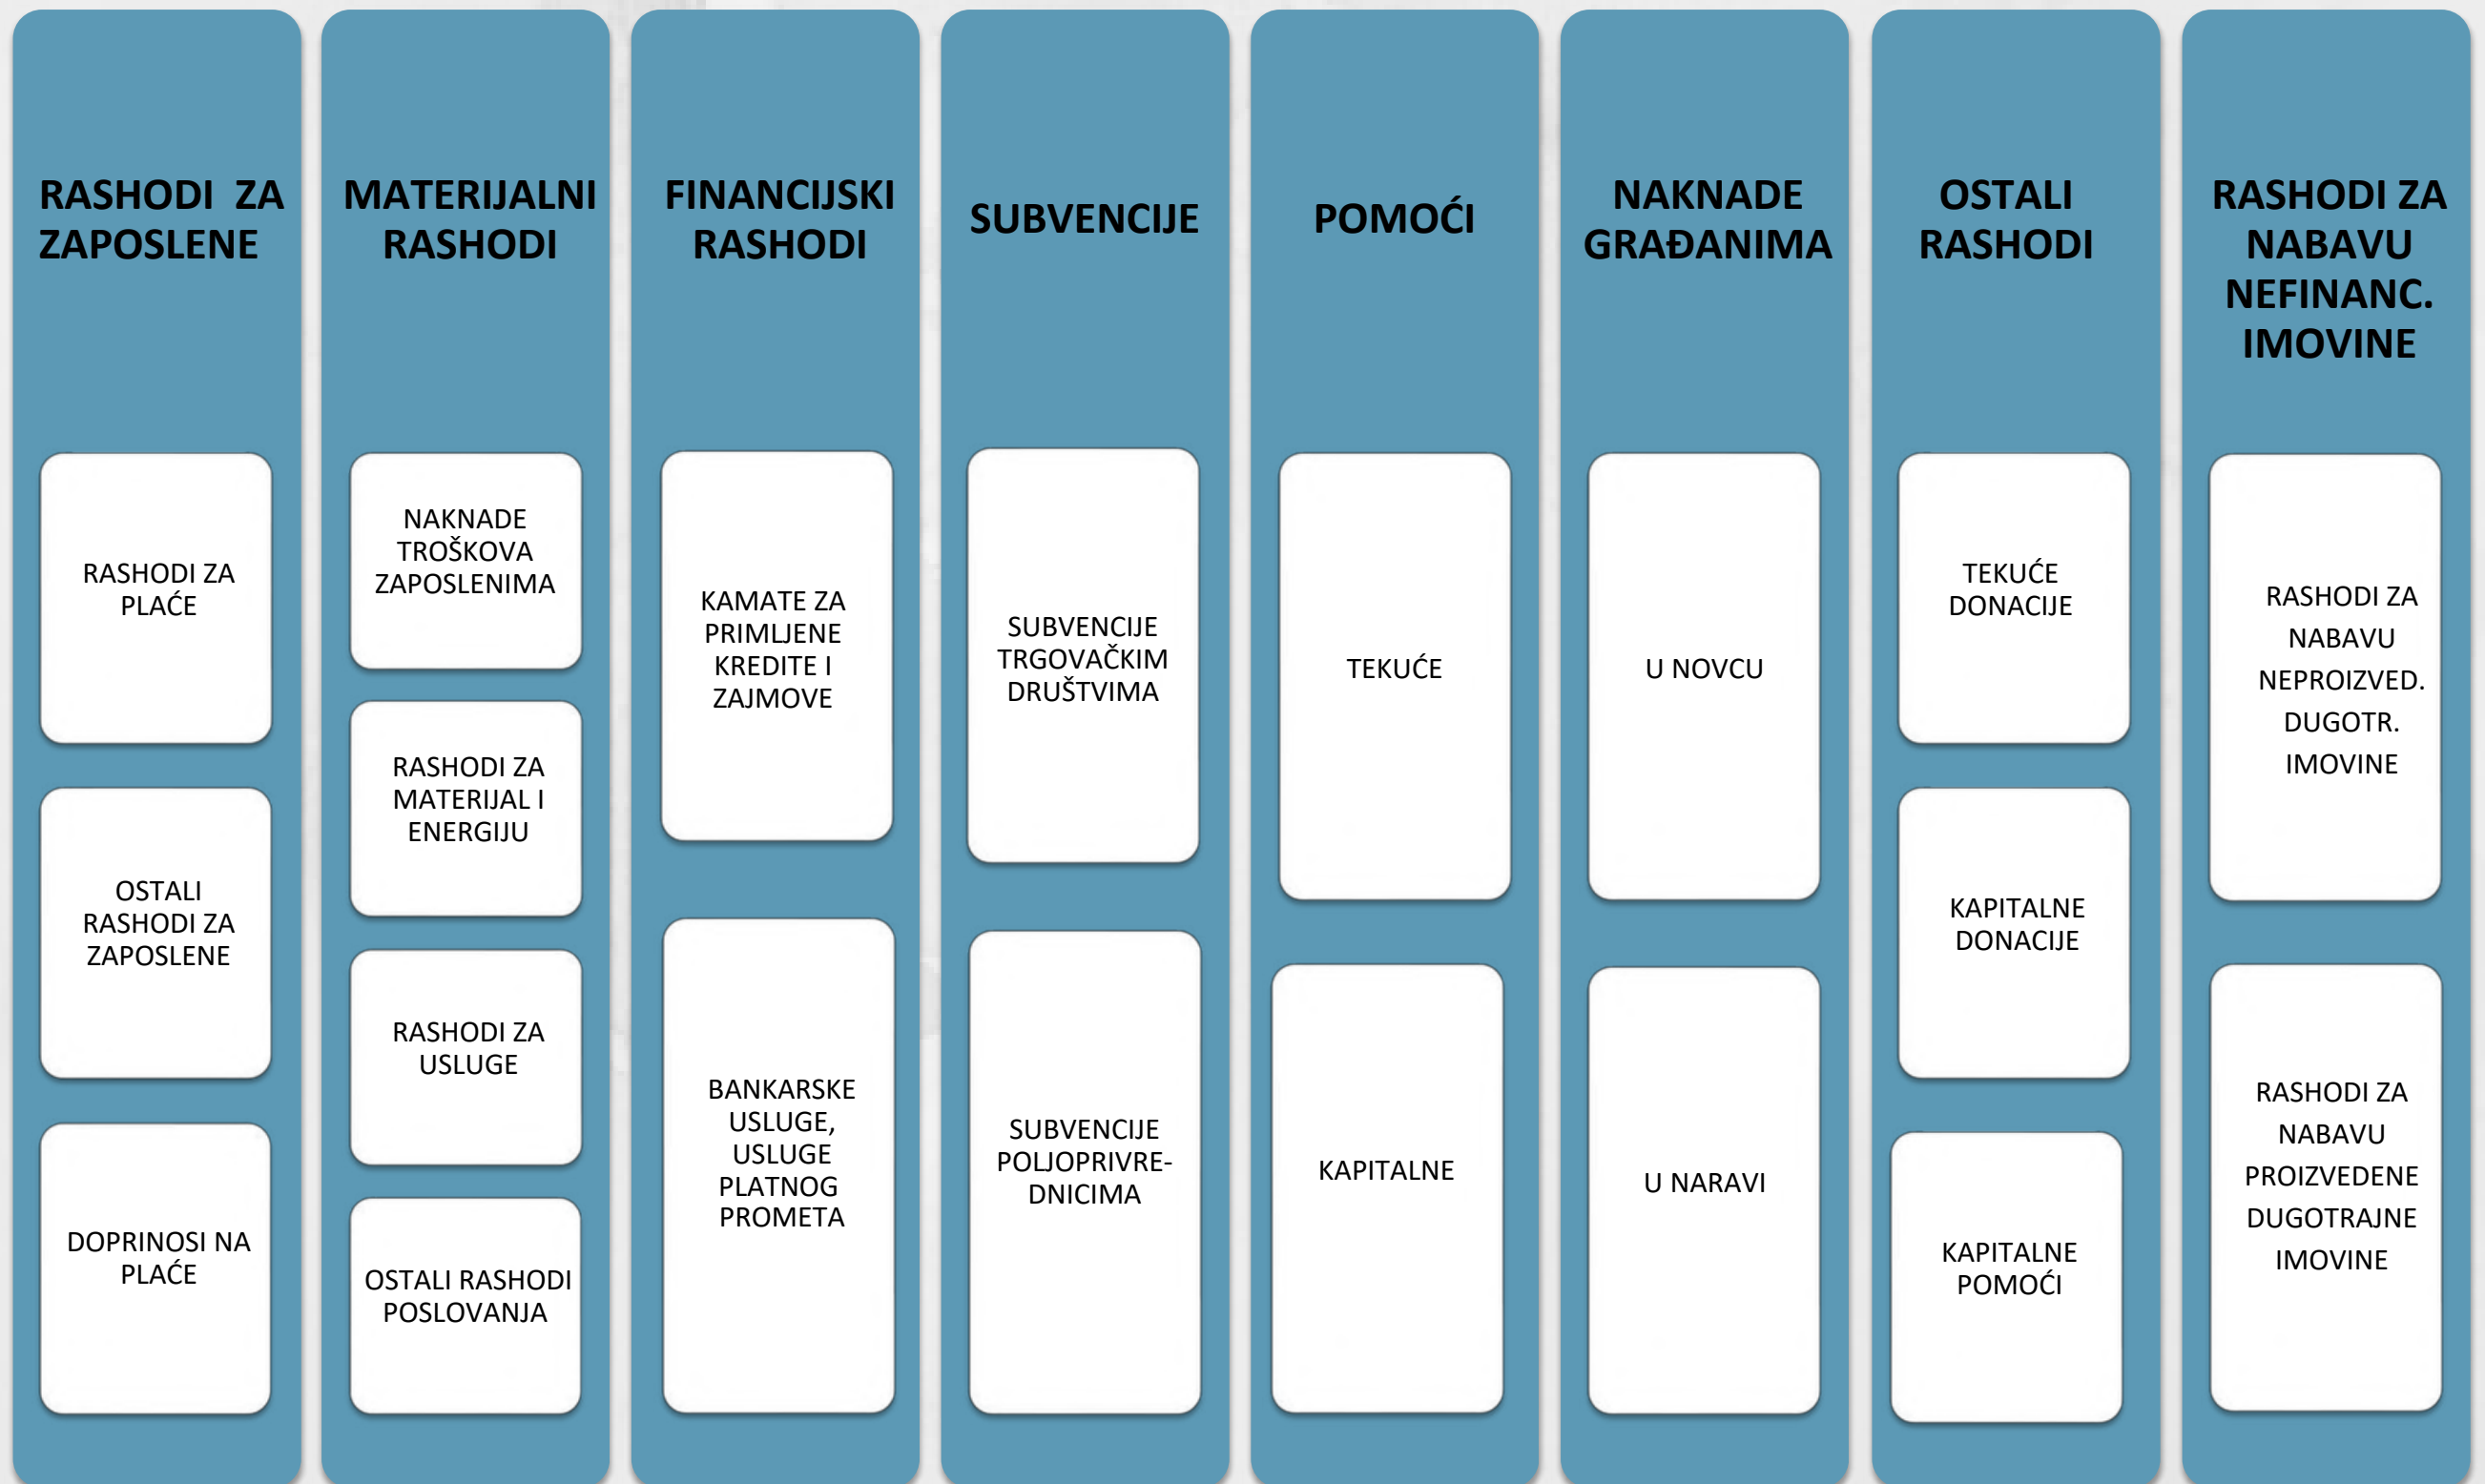 RASHODI ZA
ZAPOSLENE
RASHODI ZA
PLAĆE
OSTALI
RASHODI ZA
ZAPOSLENE
DOPRINOSI NA
PLAĆE
MATERIJALNI
RASHODI
NAKNADE
TROŠKOVA
ZAPOSLENIMA
RASHODI ZA
MATERIJAL I
ENERGIJU
RASHODI ZA
USLUGE
OSTALI RASHODI
POSLOVANJA
FINANCIJSKI
RASHODI
KAMATE ZA
PRIMLJENE
KREDITE I
ZAJMOVE
BANKARSKE
USLUGE,
USLUGE
PLATNOG
PROMETA
SUBVENCIJE
SUBVENCIJE
TRGOVAČKIM
DRUŠTVIMA
SUBVENCIJE
POLJOPRIVRE-
DNICIMA
POMOĆI
TEKUĆE
KAPITALNE
NAKNADE
GRAĐANIMA
U NOVCU
U NARAVI
OSTALI
RASHODI
TEKUĆE
DONACIJE
KAPITALNE
DONACIJE
KAPITALNE
POMOĆI
RASHODI ZA
NABAVU
NEFINANC.
IMOVINE
RASHODI ZA
NABAVU
NEPROIZVED.
DUGOTR.
IMOVINE
RASHODI ZA
NABAVU
PROIZVEDENE
DUGOTRAJNE
IMOVINE